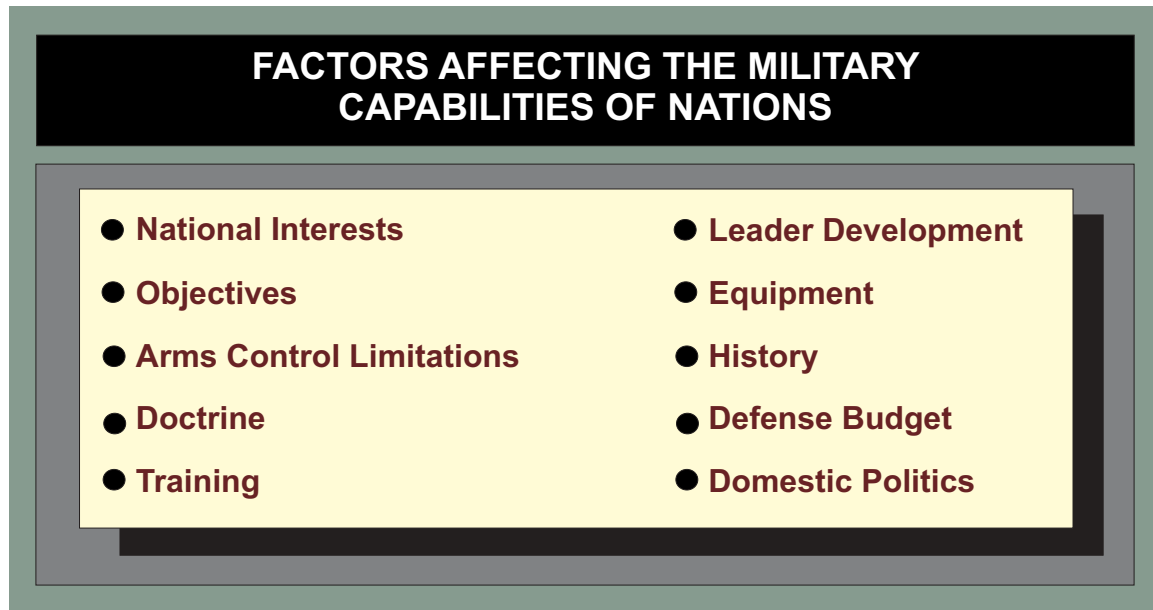 FACTORS AFFECTING THE MILITARY
CAPABILITIES OF NATIONS
National Interests
Objectives
Arms Control Limitations
Doctrine
Training
Leader Development
Equipment
History
Defense Budget
Domestic Politics